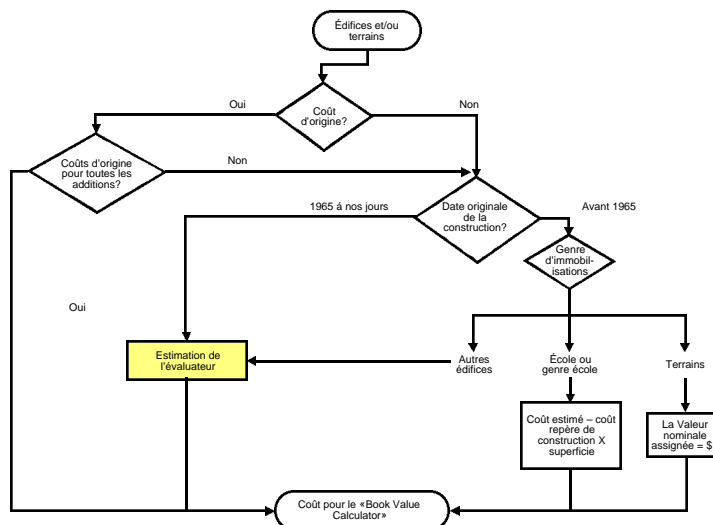 Édifices et/ou
terrains
Oui
Coût
d'origine?
Non
Coûts d'origine
pour toutes les
additions?
Non
1965 á nos jours
Date originale
de la
construction?
Avant 1965
Genre
d'immobil-
isations
Oui
Estimation de
l'évaluateur
Autres
édifices
École ou
genre école
Terrains
Coût estimé – coût
repère de
construction X
superficie
La Valeur
nominale
assignée = $
Coût pour le «Book Value
Calculator»